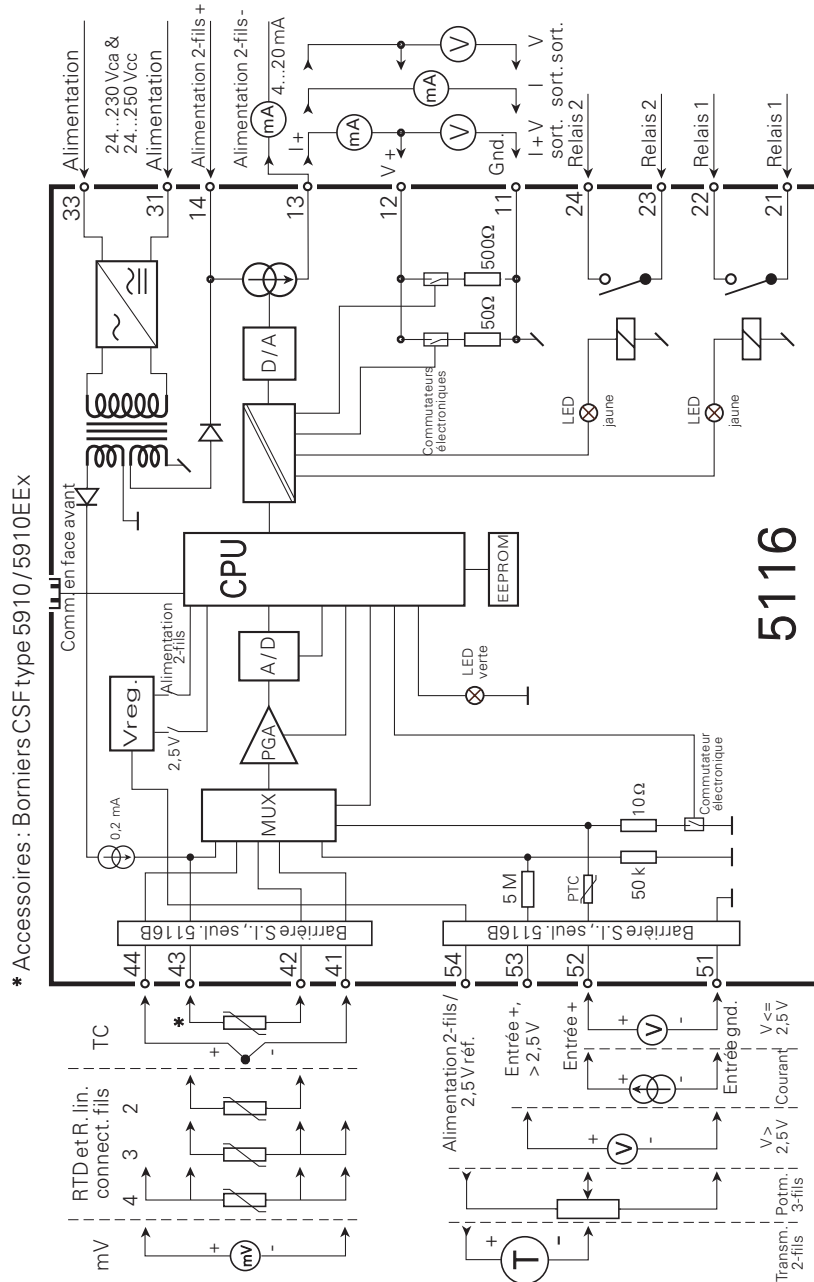 * Accessoires : Borniers CSF type 5910 / 5910EEx
Alimentation
24...230 Vca &
24...250 Vcc
Alimentation
Alimentation 2-fils +
Alimentation 2-fils -
mA
4...20 mA
I+
mA
V +
V
Gnd.
mA
V
I + V
sort.
I
sort.
V
sort.
Relais 2
Relais 2
Relais 1
Relais 1
33
31
14
13
12
11
24
23
22
21
Comm. en face avant
D/A
500Ω
50Ω
Commutateurs
électroniques
LED
jaune
LED
jaune
CPU
EEPROM
Vreg.
2,5 V
Alimentation
2-fils
A/D
PGA
MUX
LED
verte
0,2 mA
5 M
PTC
50 k
10 Ω
Commutateur
électronique
5116
Barrière S.I., seul. 5116B
Barrière S.I., seul. 5116B
44
43
42
41
54
53
52
51
TC
*
+
-
RTD et R. lin.
connect. fils
2
3
4
mV
+
mV
-
Alimentation 2-fils /
2,5 V réf.
Entrée +,
> 2,5 V
Entrée +
Entrée gnd.
+
V
-
V <=
2,5 V
+
-
Courant
+
V
-
V >
2,5 V
Potm.
3-fils
+
T
-
Transm.
2-fils